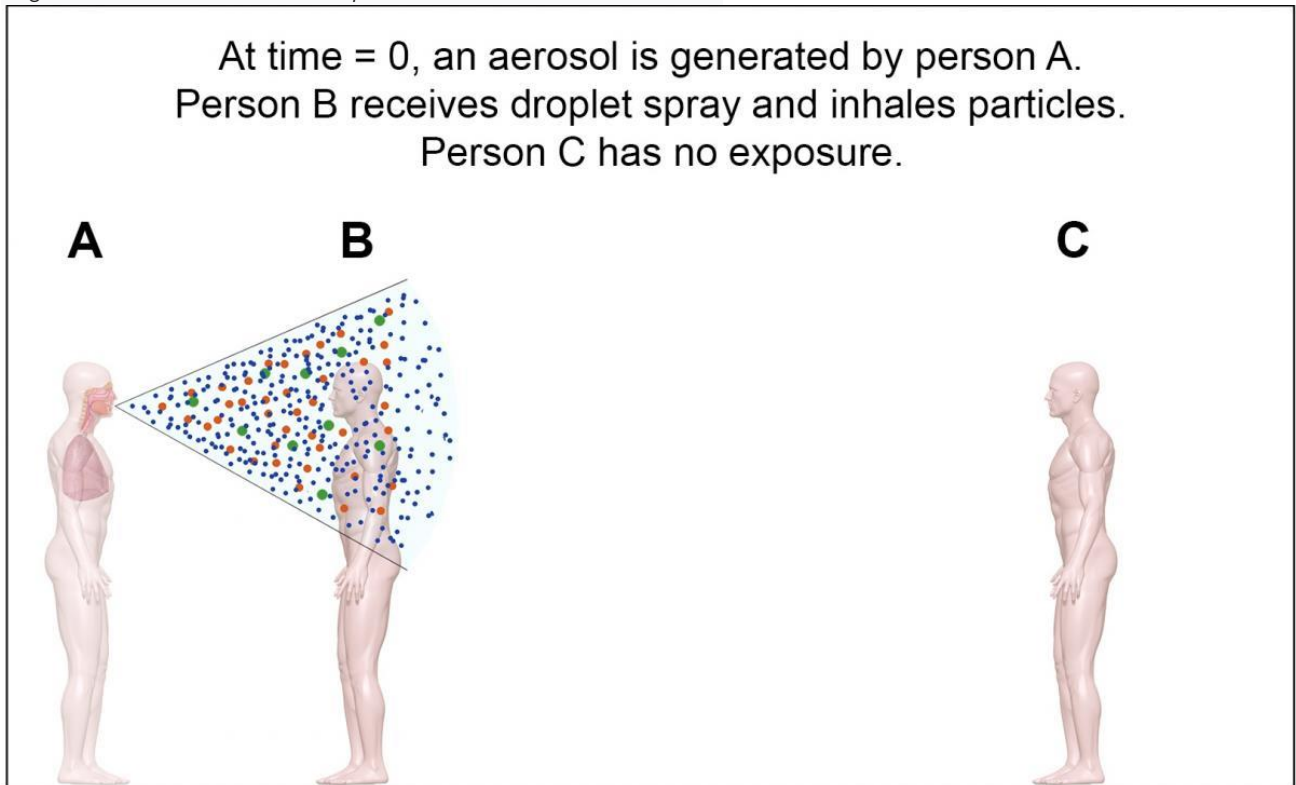 At time = 0, an aerosol is generated by person A.
Person B receives droplet spray and inhales particles.
Person C has no exposure.
A
B
C